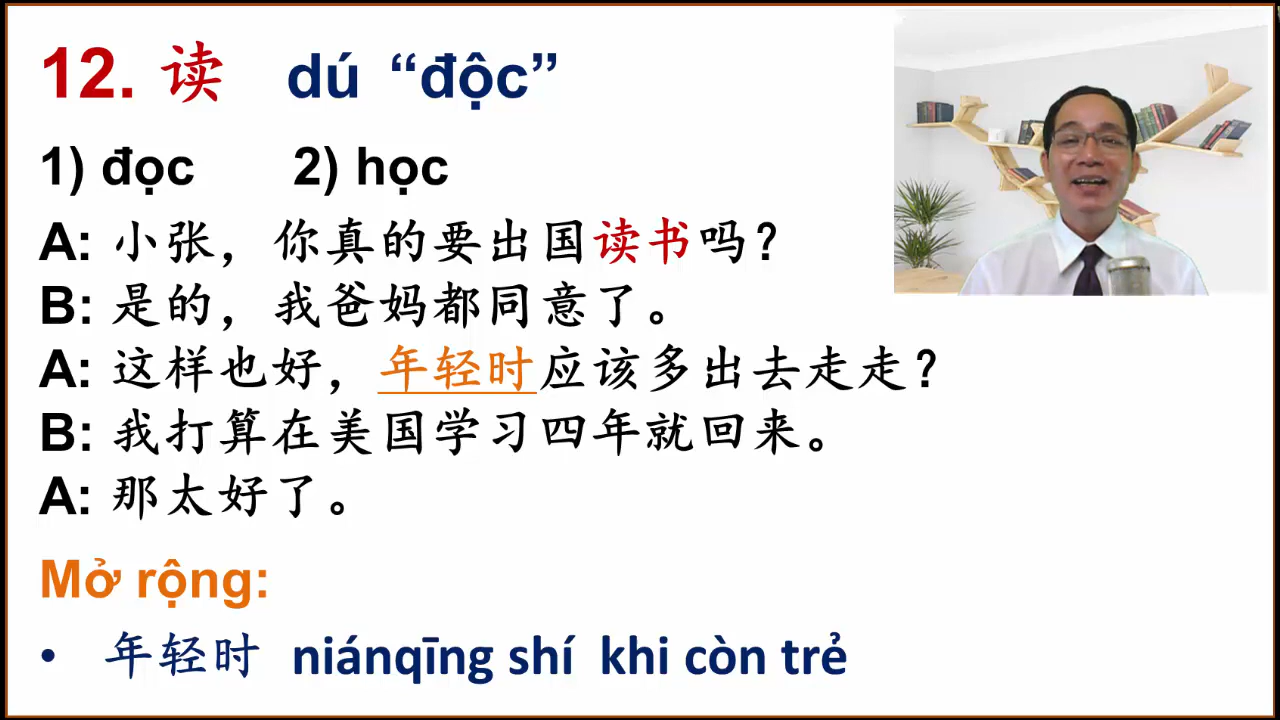 12. 读 dú “độc”
1) đọc 2) học
A: 小张，你真的要出国读书吗？
B: 是的，我爸妈都同意了。
A: 这样也好，年轻时应该多出去走走？
B: 我打算在美国学习四年就回来。
A: 那太好了。
Mở rộng:
• 年轻时 niánqīng shí khi còn trẻ